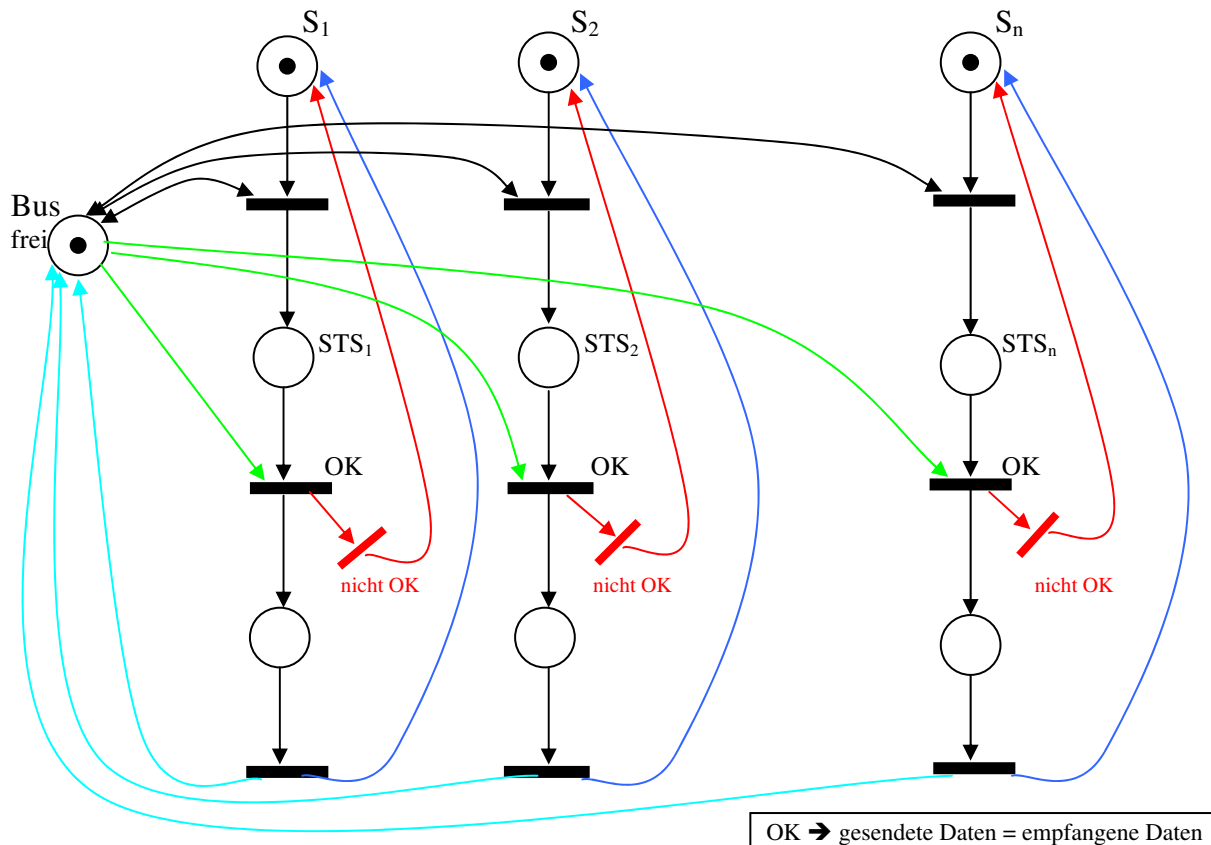 S1
S2
Sn
Bus
frei
STS1
STS2
STSn
OK
OK
OK
nicht OK
nicht OK
nicht OK
OK ➔ gesendete Daten = empfangene Daten